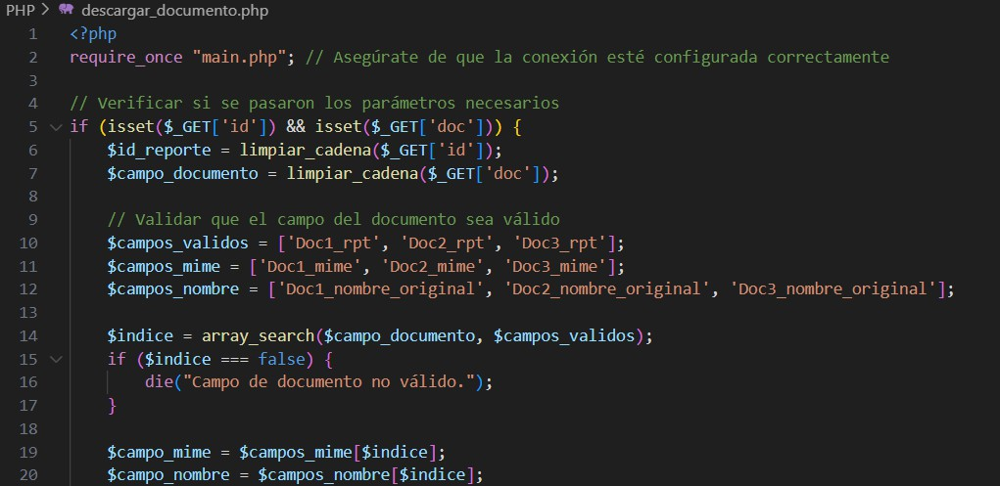 PHP > descargar_documento.php
1 <?php
2 require_once "main.php"; // Asegúrate de que la conexión esté configurada correctamente
3
4 // Verificar si se pasaron los parámetros necesarios
5 if (isset($_GET['id']) && isset($_GET['doc'])) {
6 $id_reporte = limpiar_cadena($_GET['id']);
7 $campo_documento = limpiar_cadena($_GET['doc']);
8
9 // Validar que el campo del documento sea válido
10 $campos_validos = ['Doc1_rpt', 'Doc2_rpt', 'Doc3_rpt'];
11 $campos_mime = ['Doc1_mime', 'Doc2_mime', 'Doc3_mime'];
12 $campos_nombre = ['Doc1_nombre_original', 'Doc2_nombre_original', 'Doc3_nombre_original'];
13
14 $indice = array_search($campo_documento, $campos_validos);
15 if ($indice === false) {
16 die("Campo de documento no válido.");
17 }
18
19 $campo_mime = $campos_mime[$indice];
20 $campo_nombre = $campos_nombre[$indice];